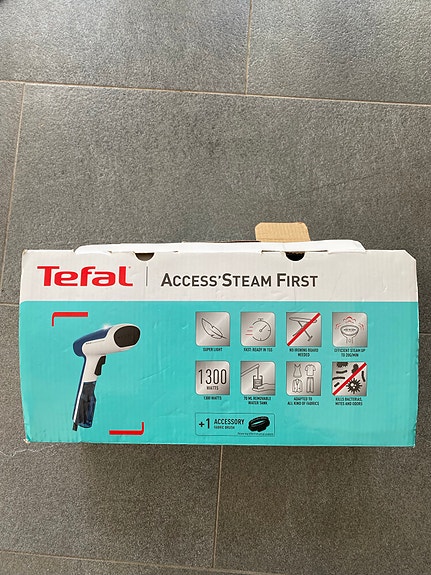 Tefal
ACCESS'STEAM FIRST
SUPER LIGHT
FAST: READY IN 15S
NO IRONING BOARD
NEEDED
EFFICIENT STEAM UP
TO 20G/MIN
1300
WATTS
1300 WATTS
70 ML REMOVABLE
WATER TANK
ADAPTED TO
ALL KIND OF FABRICS
KILLS BACTERIAS,
MITES AND ODORS
+1 ACCESSORY
FABRIC BRUSH